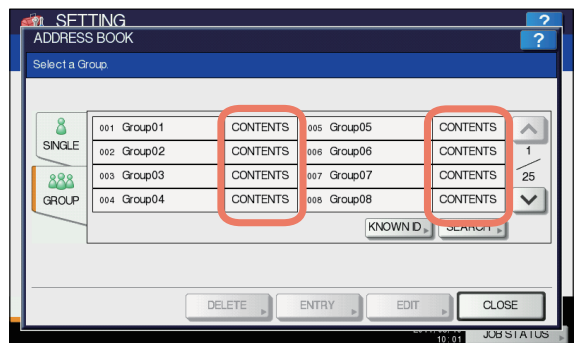 SETTING ?
ADDRESS BOOK ?
Select a Group.
001 Group01 CONTENTS 005 Group05 CONTENTS
SINGLE
002 Group02 CONTENTS 006 Group06 CONTENTS 1
003 Group03 CONTENTS 007 Group07 CONTENTS 25
GROUP
004 Group04 CONTENTS 008 Group08 CONTENTS
KNOWN ID SEARCH
DELETE ENTRY EDIT CLOSE
10:01 JOB STATUS